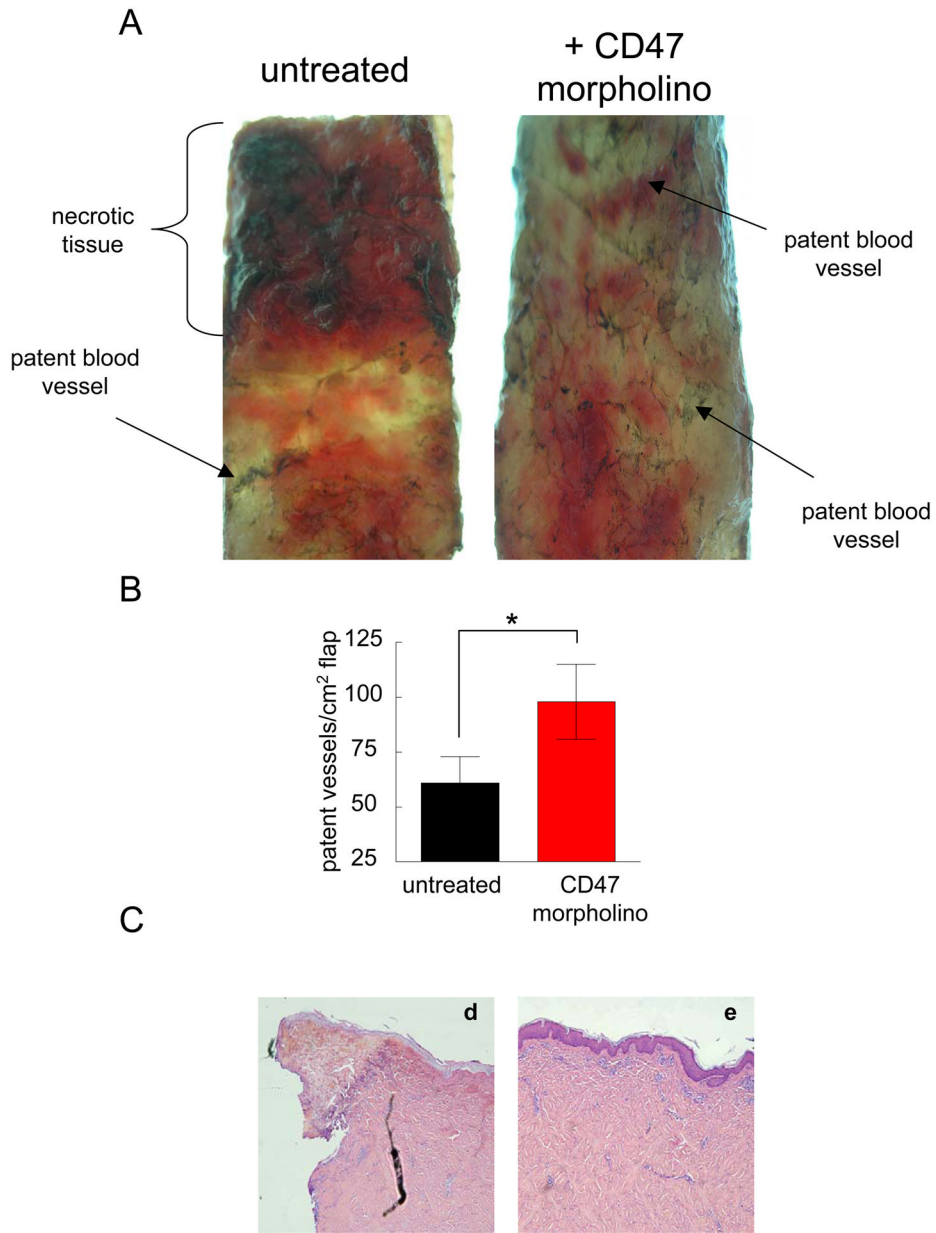 A
untreated
+ CD47
morpholino
necrotic
tissue
patent blood
vessel
patent blood
vessel
patent blood
vessel
B
patent vessels/cm² flap
125
100
75
50
25
*
untreated
CD47
morpholino
C
d
e